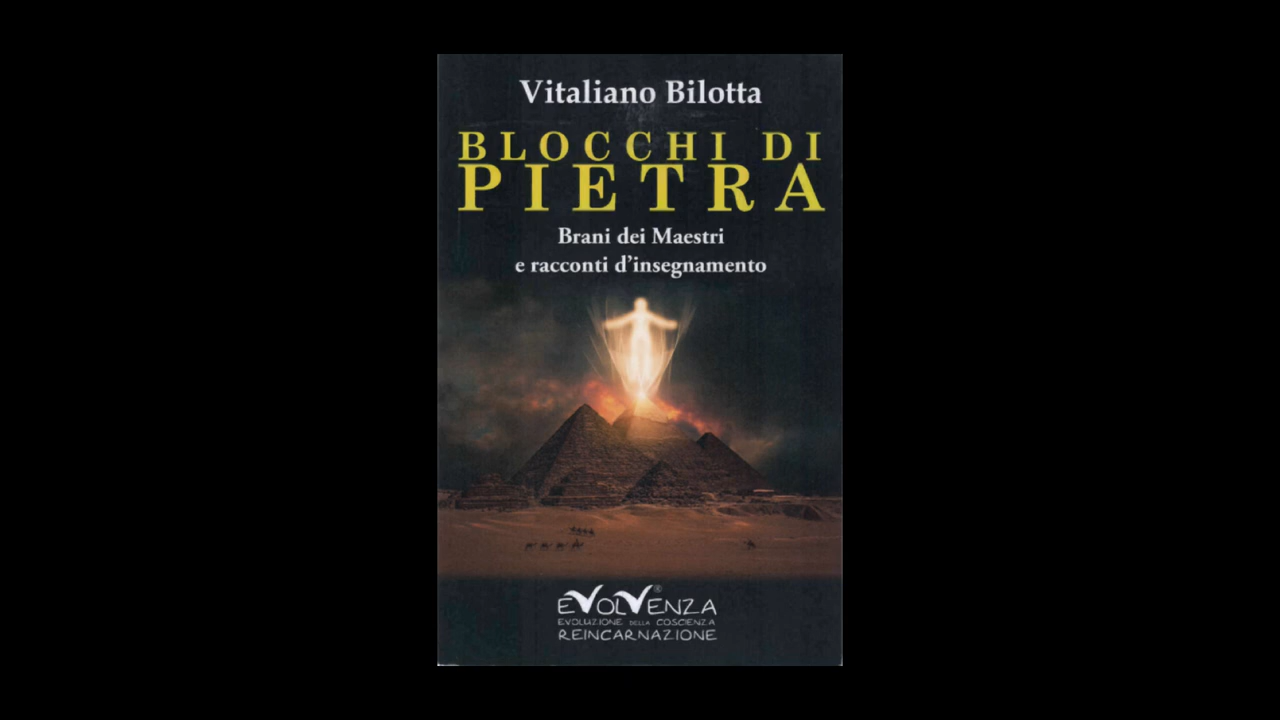 Vitaliano Bilotta
BLOCCHI DI
PIETRA
Brani dei Maestri
e racconti d'insegnamento
EVOLVENZA®
EVOLUZIONE DELLA COSCIENZA
REINCARNAZIONE